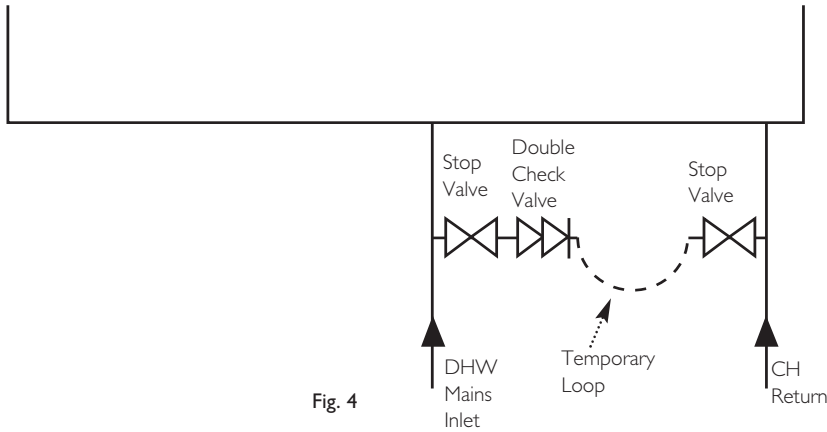 Stop
Valve
Double
Check
Valve
Stop
Valve
Temporary
Loop
DHW
Mains
Inlet
CH
Return
Fig. 4